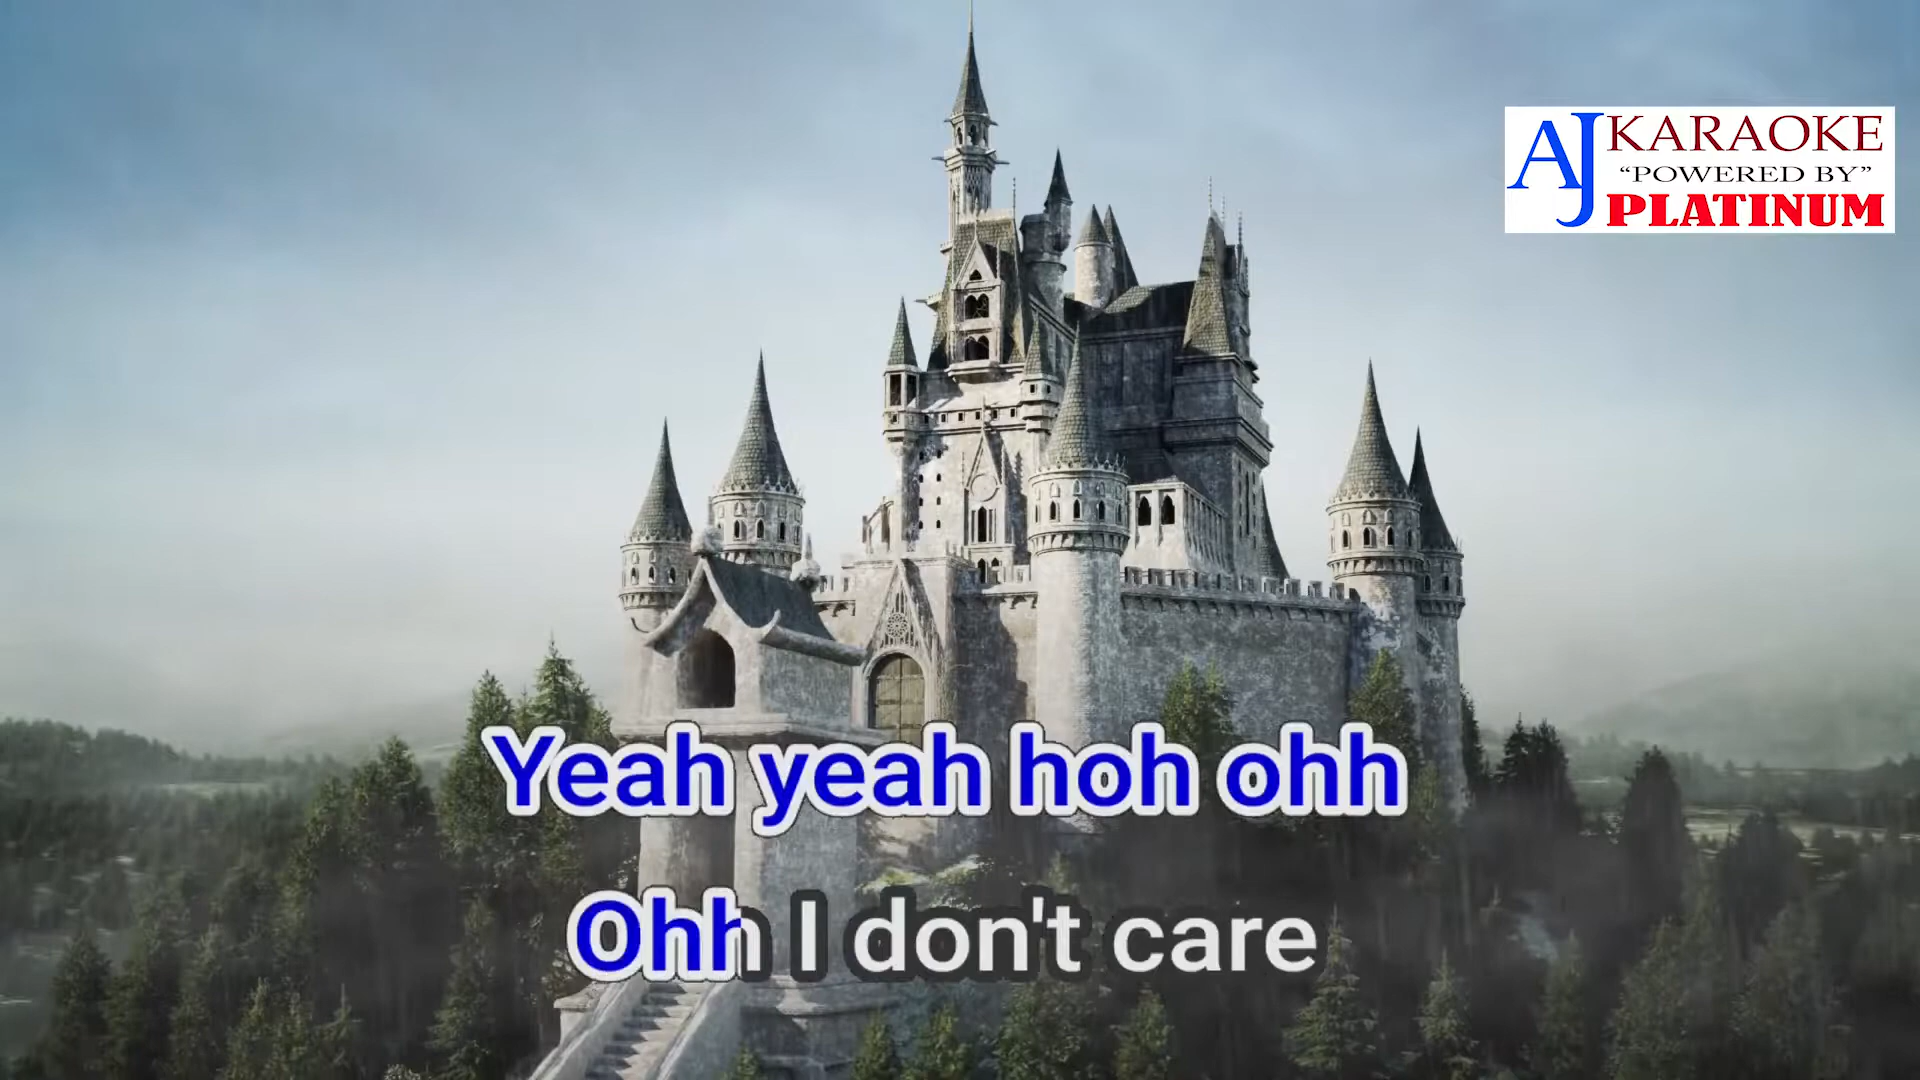 AJ KARAOKE
"POWERED BY"
PLATINUM
Yeah yeah hoh ohh
Ohh I don't care